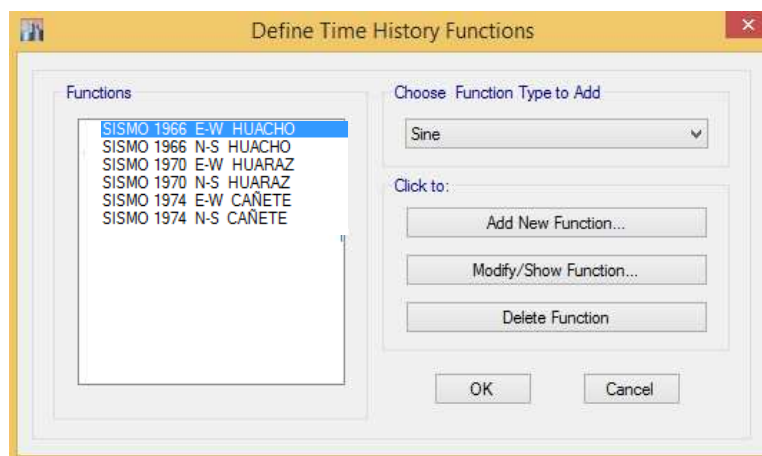 Define Time History Functions
Functions
SISMO 1966 E-W HUACHO
SISMO 1966 N-S HUACHO
SISMO 1970 E-W HUARAZ
SISMO 1970 N-S HUARAZ
SISMO 1974 E-W CAÑETE
SISMO 1974 N-S CAÑETE
Choose Function Type to Add
Sine
Click to:
Add New Function...
Modify/Show Function...
Delete Function
OK
Cancel